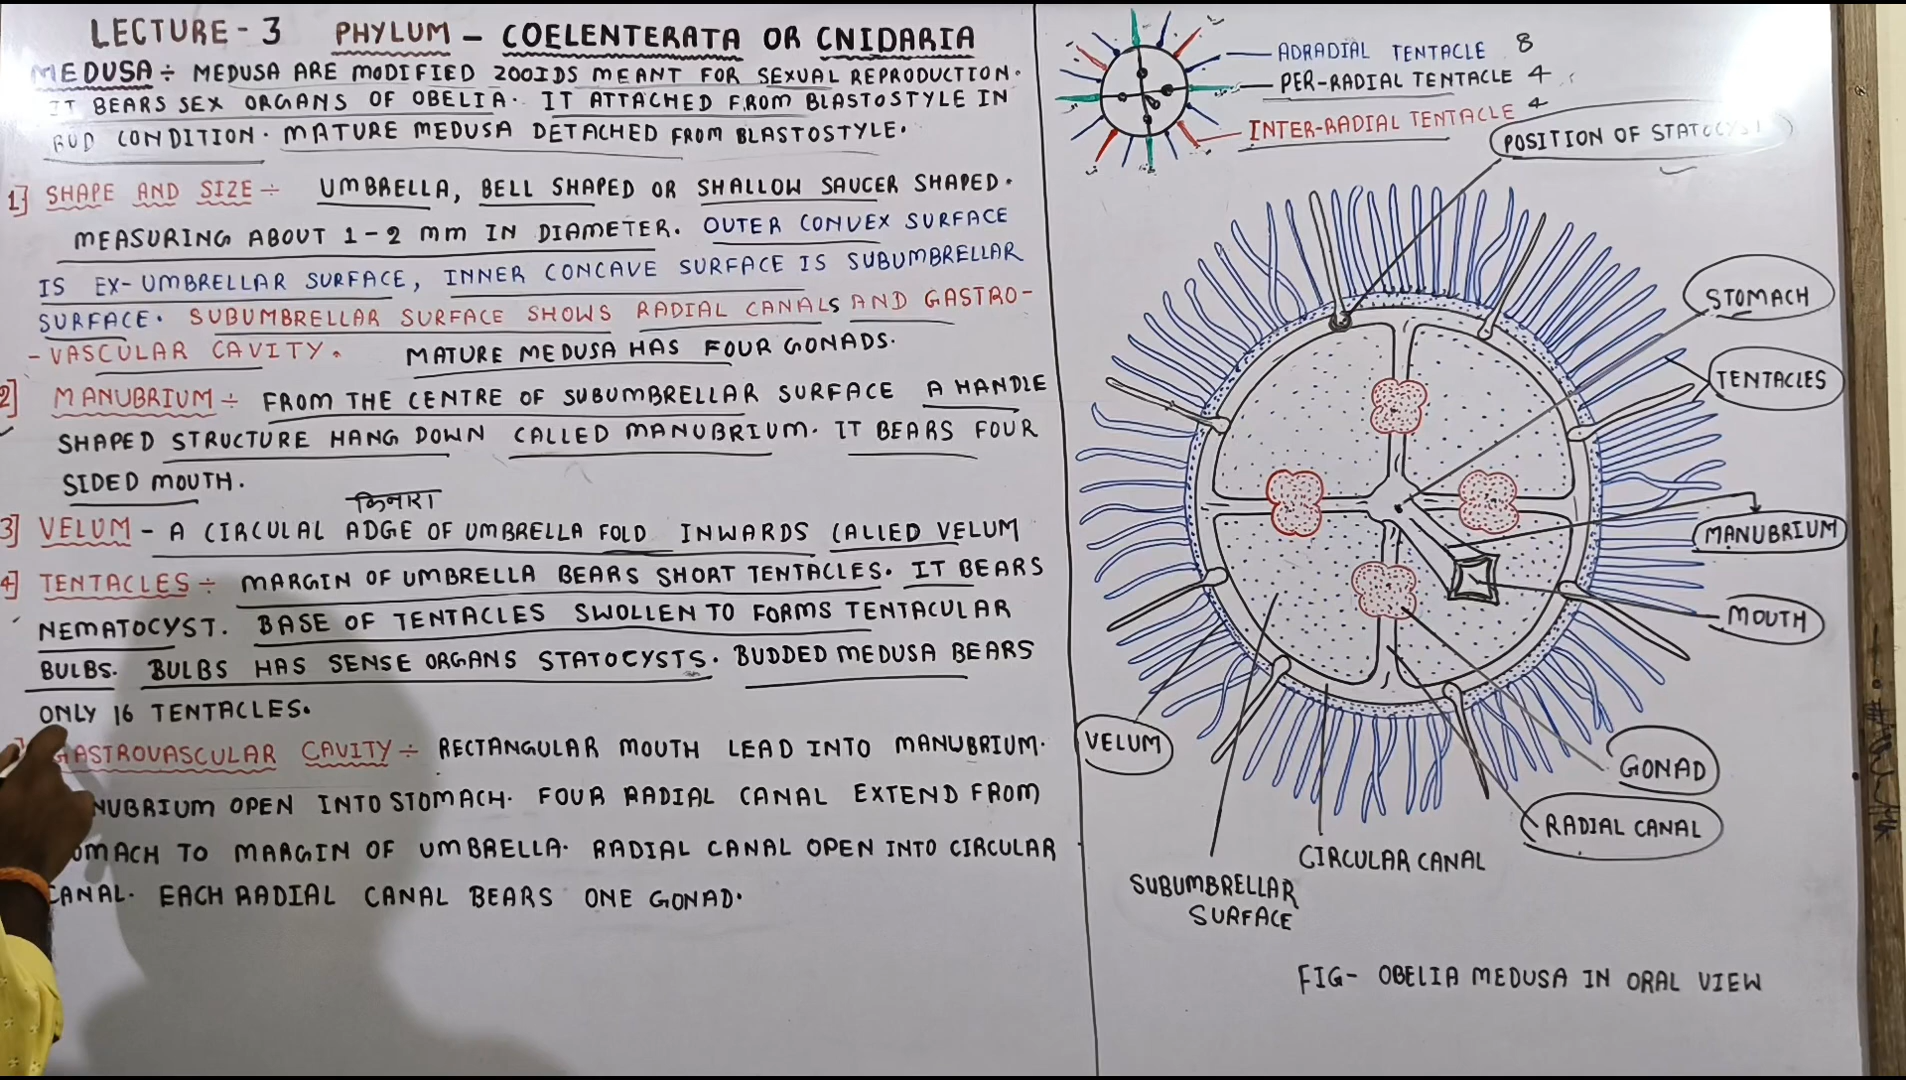 LECTURE - 3 PHYLUM - COELENTERATA OR CNIDARIA
MEDUSA ÷ MEDUSA ARE MODIFIED ZOOIDS MEANT FOR SEXUAL REPRODUCTION.
IT BEARS SEX ORGANS OF OBELIA. IT ATTACHED FROM BLASTOSTYLE IN
BUD CONDITION. MATURE MEDUSA DETACHED FROM BLASTOSTYLE.
1] SHAPE AND SIZE ÷ UMBRELLA, BELL SHAPED OR SHALLOW SAUCER SHAPED.
MEASURING ABOUT 1-2 mm IN DIAMETER. OUTER CONVEX SURFACE
IS EX-UMBRELLAR SURFACE, INNER CONCAVE SURFACE IS SUBUMBRELLAR
SURFACE. SUBUMBRELLAR SURFACE SHOWS RADIAL CANALS AND GASTRO-
-VASCULAR CAVITY. MATURE MEDUSA HAS FOUR GONADS.
2] MANUBRIUM ÷ FROM THE CENTRE OF SUBUMBRELLAR SURFACE A HANDLE
SHAPED STRUCTURE HANG DOWN CALLED MANUBRIUM. IT BEARS FOUR
SIDED MOUTH.
किनारा
3] VELUM - A CIRCULAR ADGE OF UMBRELLA FOLD INWARDS CALLED VELUM
4] TENTACLES ÷ MARGIN OF UMBRELLA BEARS SHORT TENTACLES. IT BEARS
NEMATOCYST. BASE OF TENTACLES SWOLLEN TO FORMS TENTACULAR
BULBS. BULBS HAS SENSE ORGANS STATOCYSTS. BUDDED MEDUSA BEARS
ONLY 16 TENTACLES.
GASTROVASCULAR CAVITY ÷ RECTANGULAR MOUTH LEAD INTO MANUBRIUM.
NUBRIUM OPEN INTO STOMACH. FOUR RADIAL CANAL EXTEND FROM
OMACH TO MARGIN OF UMBRELLA. RADIAL CANAL OPEN INTO CIRCULAR
CANAL. EACH RADIAL CANAL BEARS ONE GONAD.
ADRADIAL TENTACLE 8
PER-RADIAL TENTACLE 4
INTER-RADIAL TENTACLE 4
POSITION OF STATOCYST
STOMACH
TENTACLES
MANUBRIUM
MOUTH
VELUM
GONAD
RADIAL CANAL
CIRCULAR CANAL
SUBUMBRELLAR
SURFACE
FIG- OBELIA MEDUSA IN ORAL VIEW